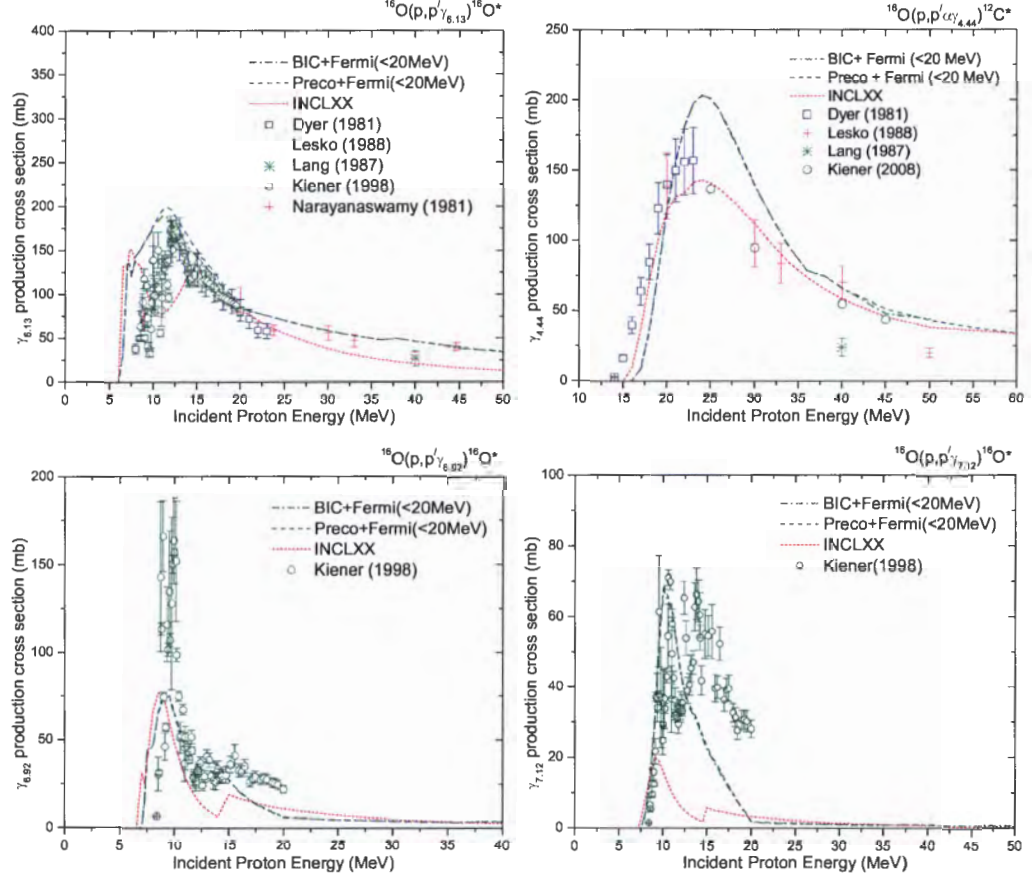 ¹⁶O(p,p′γ₆.₁₃)¹⁶O*
400
350
300
250
200
150
100
50
0
γ₆.₁₃ production cross section (mb)
BIC+Fermi(<20MeV)
Preco+Fermi(<20MeV)
INCLXX
Dyer (1981)
Lesko (1988)
Lang (1987)
Kiener (1998)
Narayanaswamy (1981)
0 5 10 15 20 25 30 35 40 45 50
Incident Proton Energy (MeV)
¹⁶O(p,p′αγ₄.₄₄)¹²C*
250
200
150
100
50
0
γ₄.₄₄ production cross section (mb)
BIC+ Fermi (<20 MeV)
Preco + Fermi (<20 MeV)
INCLXX
Dyer (1981)
Lesko (1988)
Lang (1987)
Kiener (2008)
10 15 20 25 30 35 40 45 50 55 60
Incident Proton Energy (MeV)
¹⁶O(p,p′γ₆.₉₂)¹⁶O*
200
150
100
50
0
γ₆.₉₂ production cross section (mb)
BIC+Fermi(<20MeV)
Preco+Fermi(<20MeV)
INCLXX
Kiener (1998)
0 5 10 15 20 25 30 35 40
Incident Proton Energy (MeV)
¹⁶O(p,p′γ₇.₁₂)¹⁶O*
100
80
60
40
20
0
γ₇.₁₂ production cross section (mb)
BIC+Fermi(<20MeV)
Preco+Fermi(<20MeV)
INCLXX
Kiener(1998)
0 5 10 15 20 25 30 35 40 45 50
Incident Proton Energy (MeV)